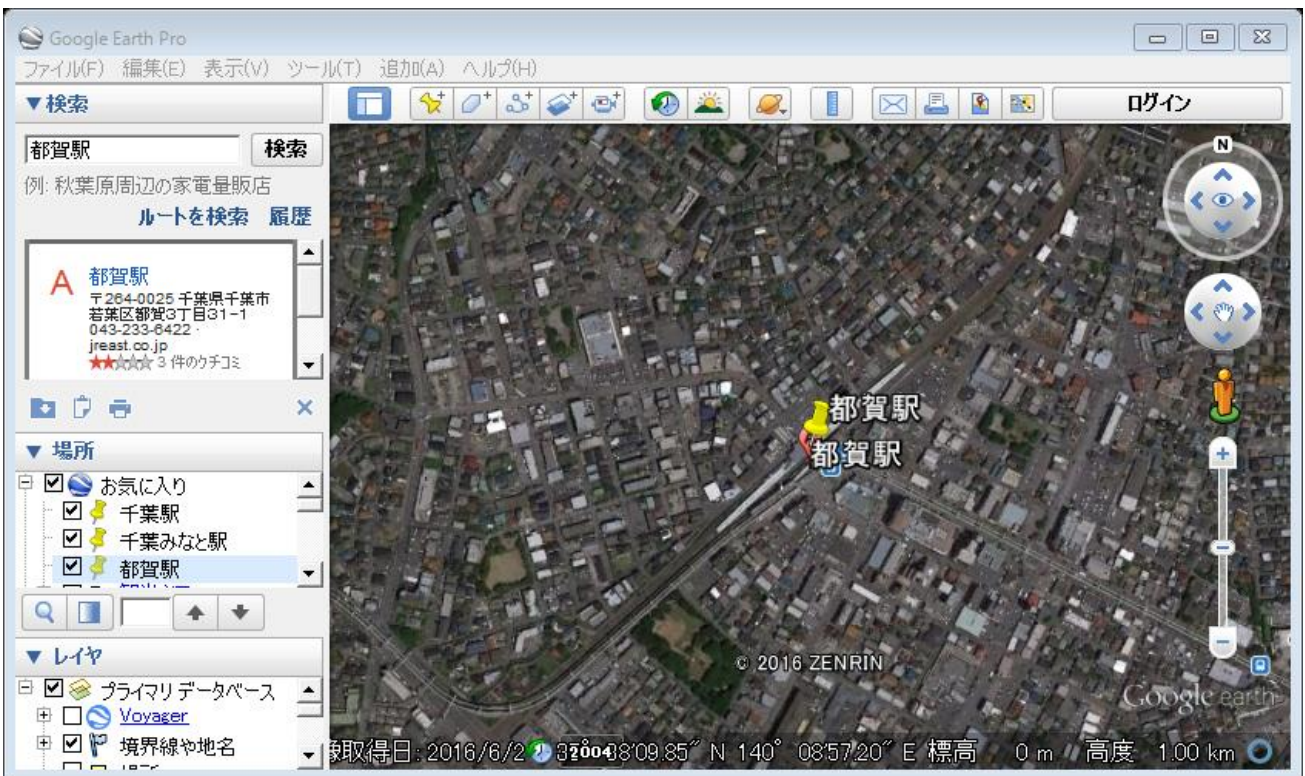 Google Earth Pro
ファイル(F) 編集(E) 表示(V) ツール(T) 追加(A) ヘルプ(H)
▼検索
都賀駅
検索
例: 秋葉原周辺の家電量販店
ルートを検索 履歴
A 都賀駅
〒264-0025 千葉県千葉市
若葉区都賀3丁目31-1
043-233-6422 ·
jreast.co.jp
3 件のクチコミ
▼ 場所
お気に入り
千葉駅
千葉みなと駅
都賀駅
▼ レイヤ
プライマリ データベース
Voyager
境界線や地名
ログイン
N
都賀駅
都賀駅
© 2016 ZENRIN
Google earth
像取得日: 2016/6/2 2004 38'09.85" N 140° 08'57.20" E 標高 0 m 高度 1.00 km